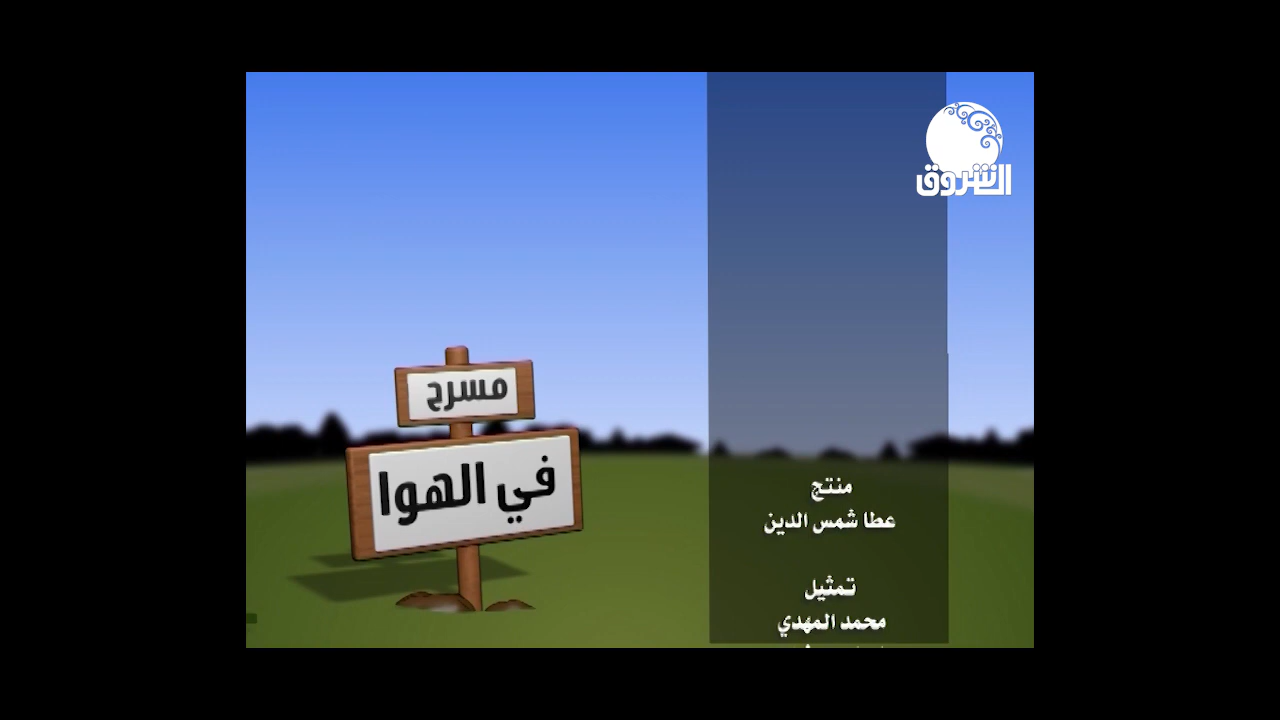 الشروق
مسرح
في الهوا
منتج
عطا شمس الدين
تمثيل
محمد المهدي